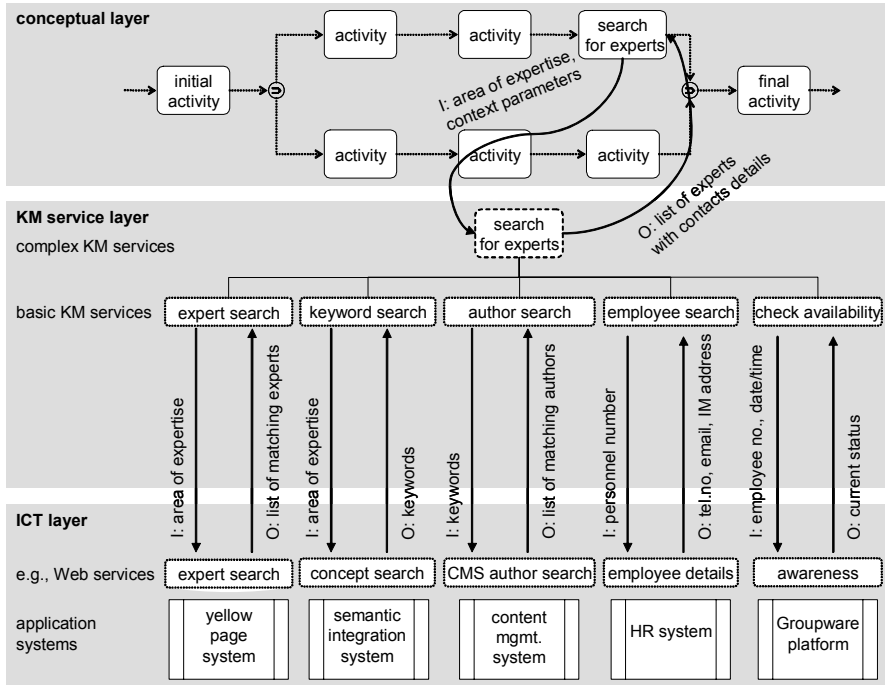 conceptual layer
activity
activity
search
for experts
initial
activity
U
I: area of expertise,
context parameters
U
final
activity
activity
activity
activity
O: list of experts
with contacts details
KM service layer
search
for experts
complex KM services
basic KM services
expert search
keyword search
author search
employee search
check availability
I: area of expertise
O: list of matching experts
I: area of expertise
O: keywords
I: keywords
O: list of matching authors
I: personnel number
O: tel.no, email, IM address
I: employee no., date/time
O: current status
ICT layer
e.g., Web services
expert search
concept search
CMS author search
employee details
awareness
application
systems
yellow
page
system
semantic
integration
system
content
mgmt.
system
HR system
Groupware
platform